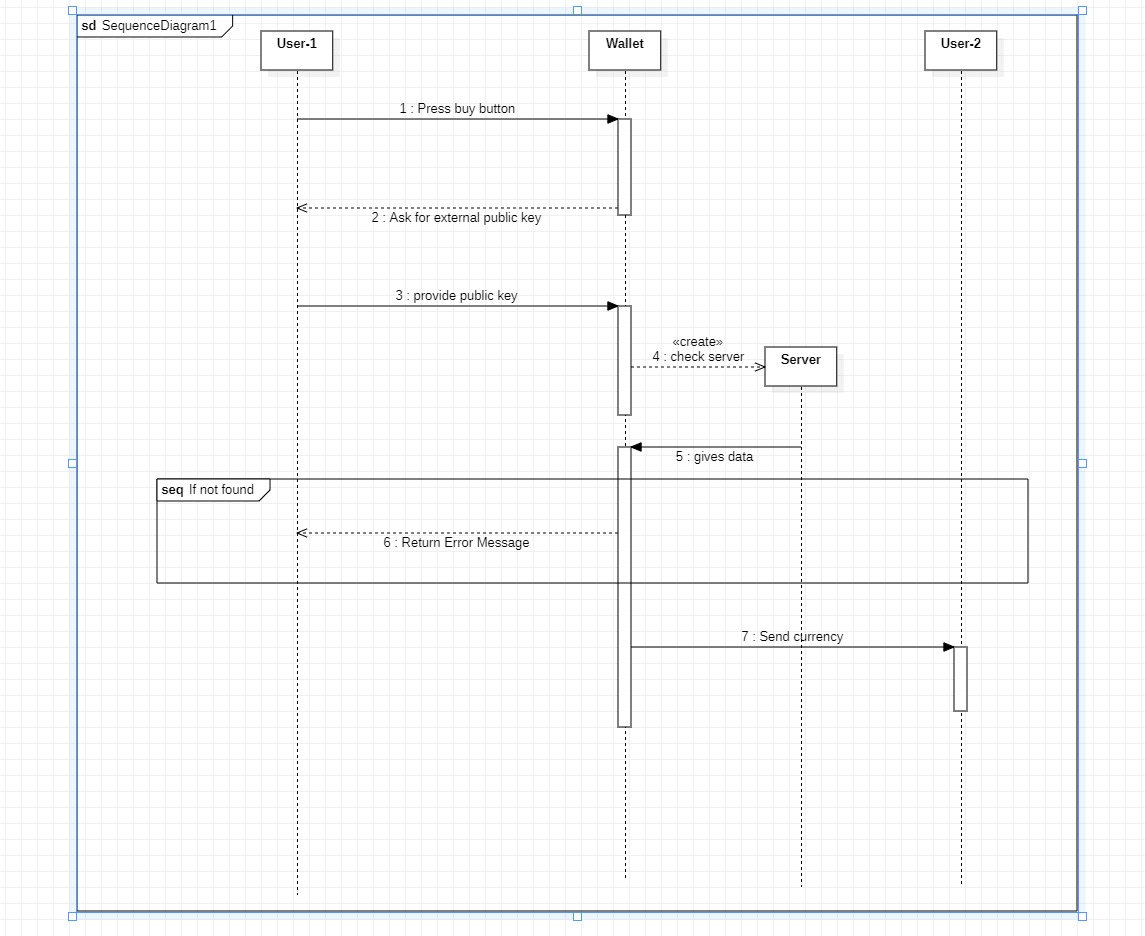 sd SequenceDiagram1
User-1
Wallet
User-2
1 : Press buy button
2 : Ask for external public key
3 : provide public key
«create»
4 : check server
Server
5 : gives data
seq If not found
6 : Return Error Message
7 : Send currency